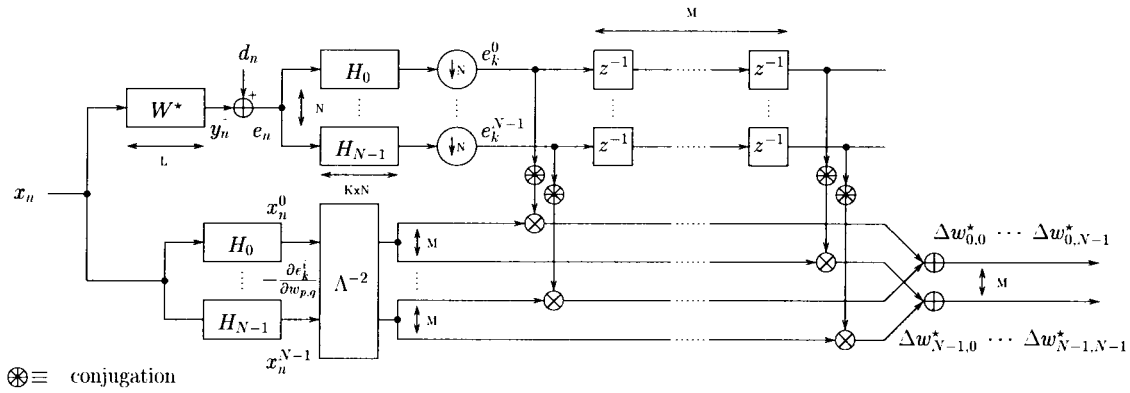 M
d_n
H_0
↓N
e_k^0
z^{-1}
z^{-1}
W*
+
-
y_n
e_n
N
L
H_{N-1}
↓N
e_k^{N-1}
z^{-1}
z^{-1}
KxN
x_n
x_n^0
H_0
M
-∂e_k^i/∂w_{p,q}
Λ^{-2}
H_{N-1}
M
x_n^{N-1}
Δw*_{0,0} ··· Δw*_{0,N-1}
M
Δw*_{N-1,0} ··· Δw*_{N-1,N-1}
≡ conjugation